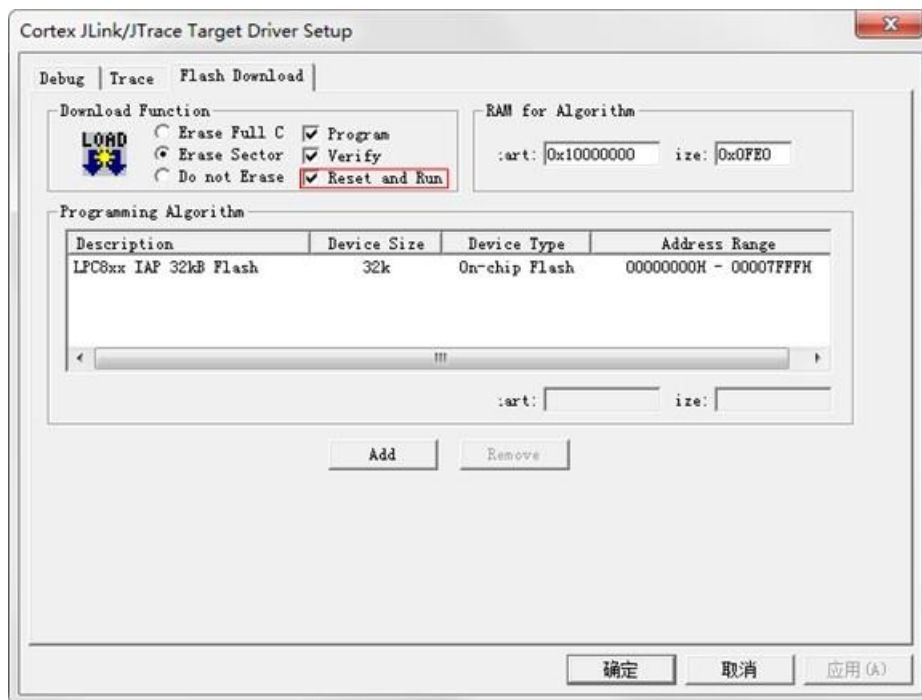 Cortex JLink/JTrace Target Driver Setup
Debug Trace Flash Download
Download Function
LOAD
Erase Full C Program
Erase Sector Verify
Do not Erase Reset and Run
RAM for Algorithm
:art: 0x10000000 ize: 0x0FE0
Programming Algorithm
Description Device Size Device Type Address Range
LPC8xx IAP 32kB Flash 32k On-chip Flash 00000000H - 00007FFFH
:art: ize:
Add Remove
确定 取消 应用(A)